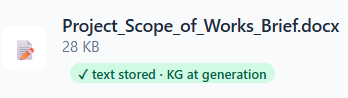 Project_Scope_of_Works_Brief.docx
28 KB
✓ text stored · KG at generation